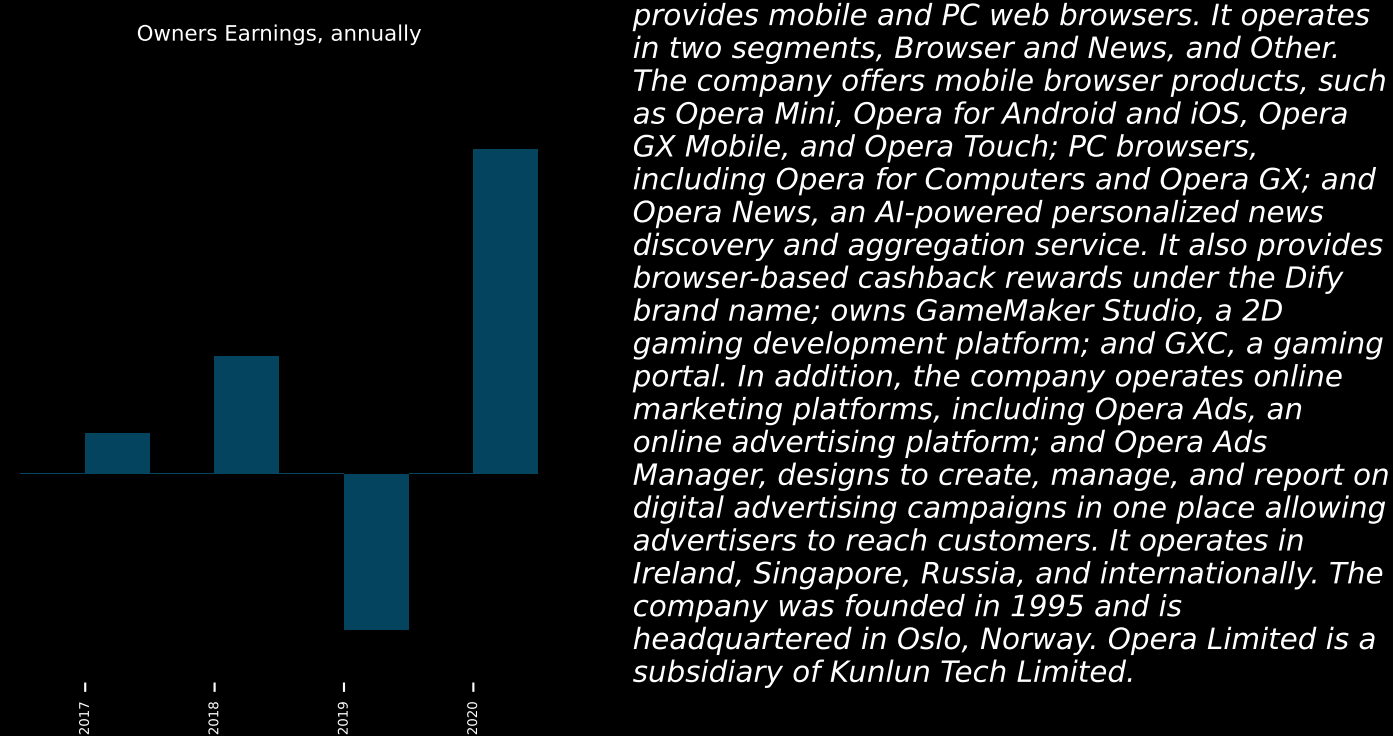 Owners Earnings, annually
2017
2018
2019
2020
provides mobile and PC web browsers. It operates
in two segments, Browser and News, and Other.
The company offers mobile browser products, such
as Opera Mini, Opera for Android and iOS, Opera
GX Mobile, and Opera Touch; PC browsers,
including Opera for Computers and Opera GX; and
Opera News, an AI-powered personalized news
discovery and aggregation service. It also provides
browser-based cashback rewards under the Dify
brand name; owns GameMaker Studio, a 2D
gaming development platform; and GXC, a gaming
portal. In addition, the company operates online
marketing platforms, including Opera Ads, an
online advertising platform; and Opera Ads
Manager, designs to create, manage, and report on
digital advertising campaigns in one place allowing
advertisers to reach customers. It operates in
Ireland, Singapore, Russia, and internationally. The
company was founded in 1995 and is
headquartered in Oslo, Norway. Opera Limited is a
subsidiary of Kunlun Tech Limited.